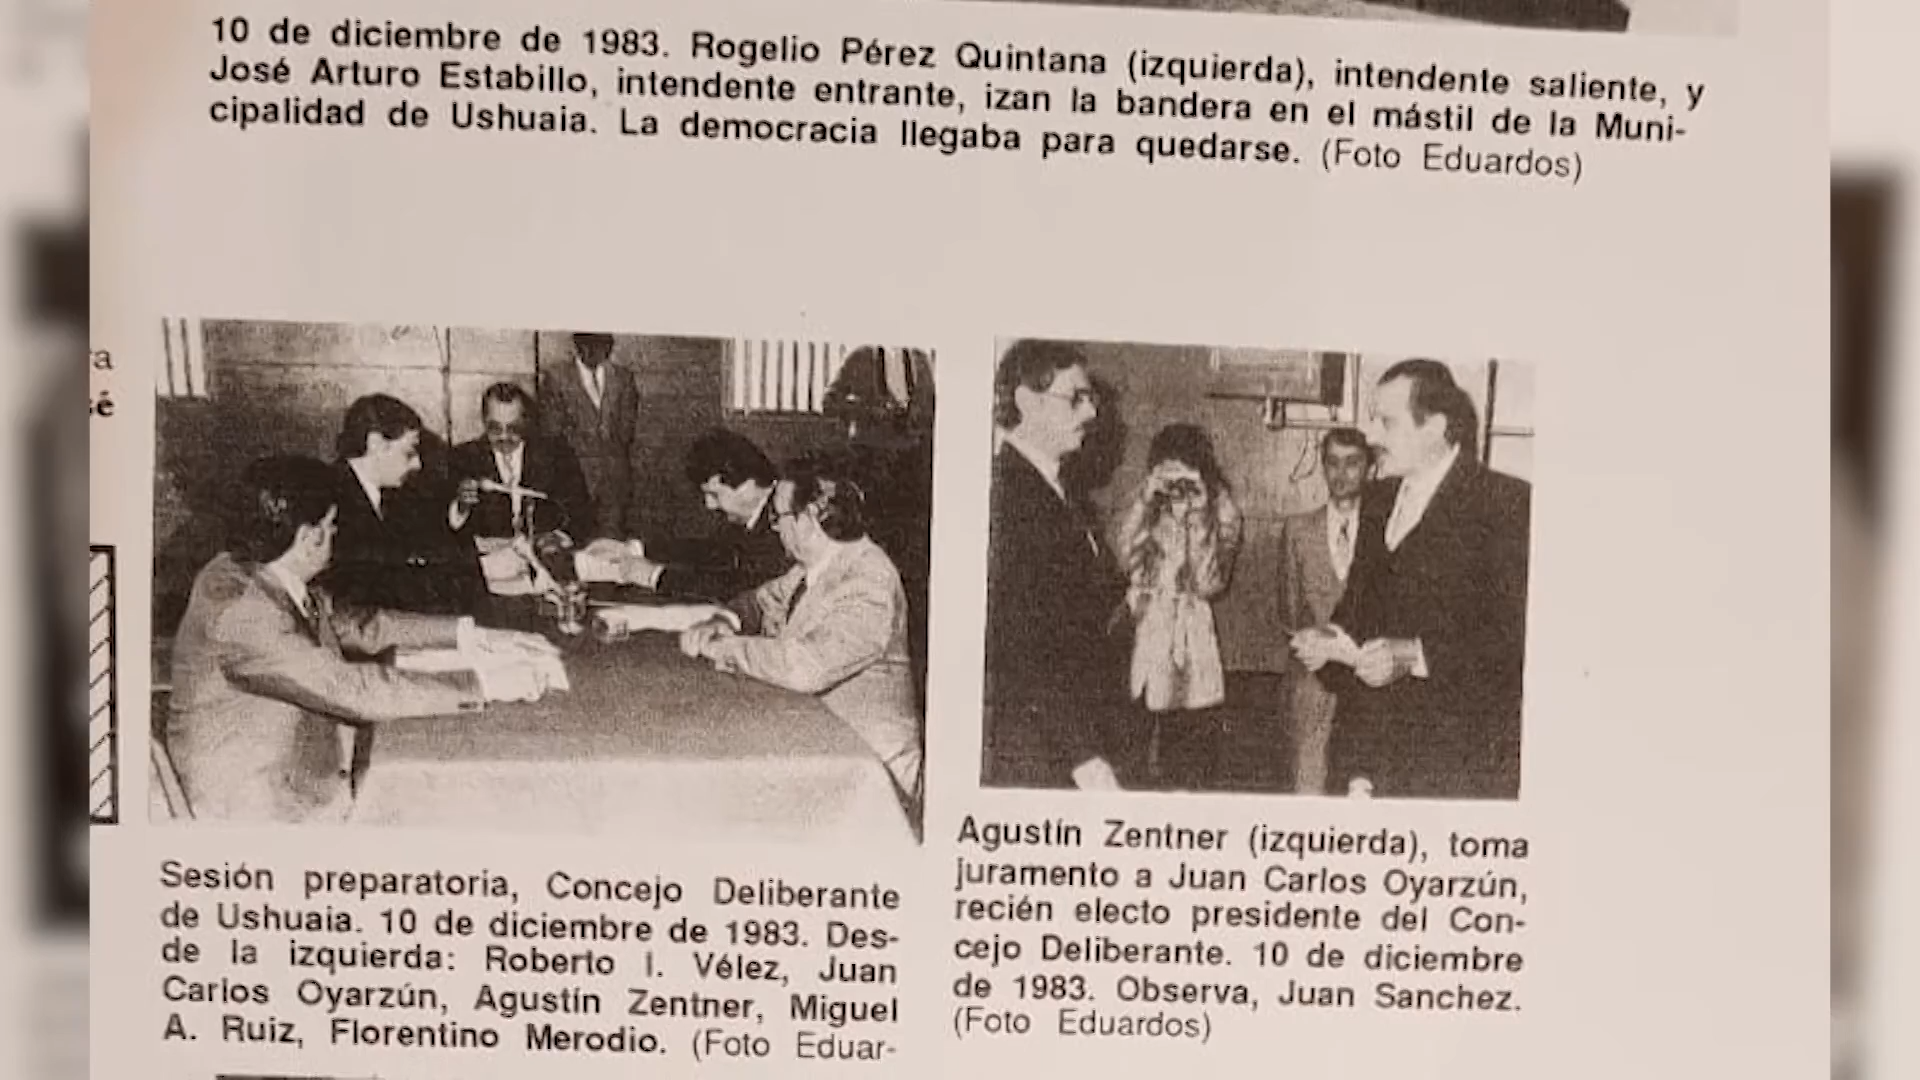 10 de diciembre de 1983. Rogelio Pérez Quintana (izquierda), intendente saliente, y
José Arturo Estabillo, intendente entrante, izan la bandera en el mástil de la Muni-
cipalidad de Ushuaia. La democracia llegaba para quedarse. (Foto Eduardos)
a
é
Sesión preparatoria, Concejo Deliberante
de Ushuaia. 10 de diciembre de 1983. Des-
de la izquierda: Roberto I. Vélez, Juan
Carlos Oyarzún, Agustín Zentner, Miguel
A. Ruiz, Florentino Merodio. (Foto Eduar-
Agustín Zentner (izquierda), toma
juramento a Juan Carlos Oyarzún,
recién electo presidente del Con-
cejo Deliberante. 10 de diciembre
de 1983. Observa, Juan Sanchez.
(Foto Eduardos)